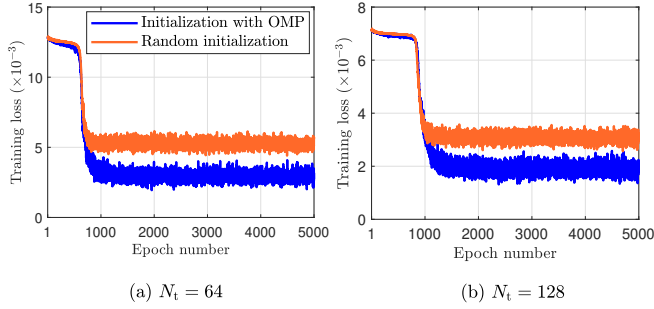 Training loss (×10⁻³)
15
10
5
0
Initialization with OMP
Random initialization
1 1000 2000 3000 4000 5000
Epoch number
(a) Nₜ = 64
Training loss (×10⁻³)
8
6
4
2
0
1 1000 2000 3000 4000 5000
Epoch number
(b) Nₜ = 128